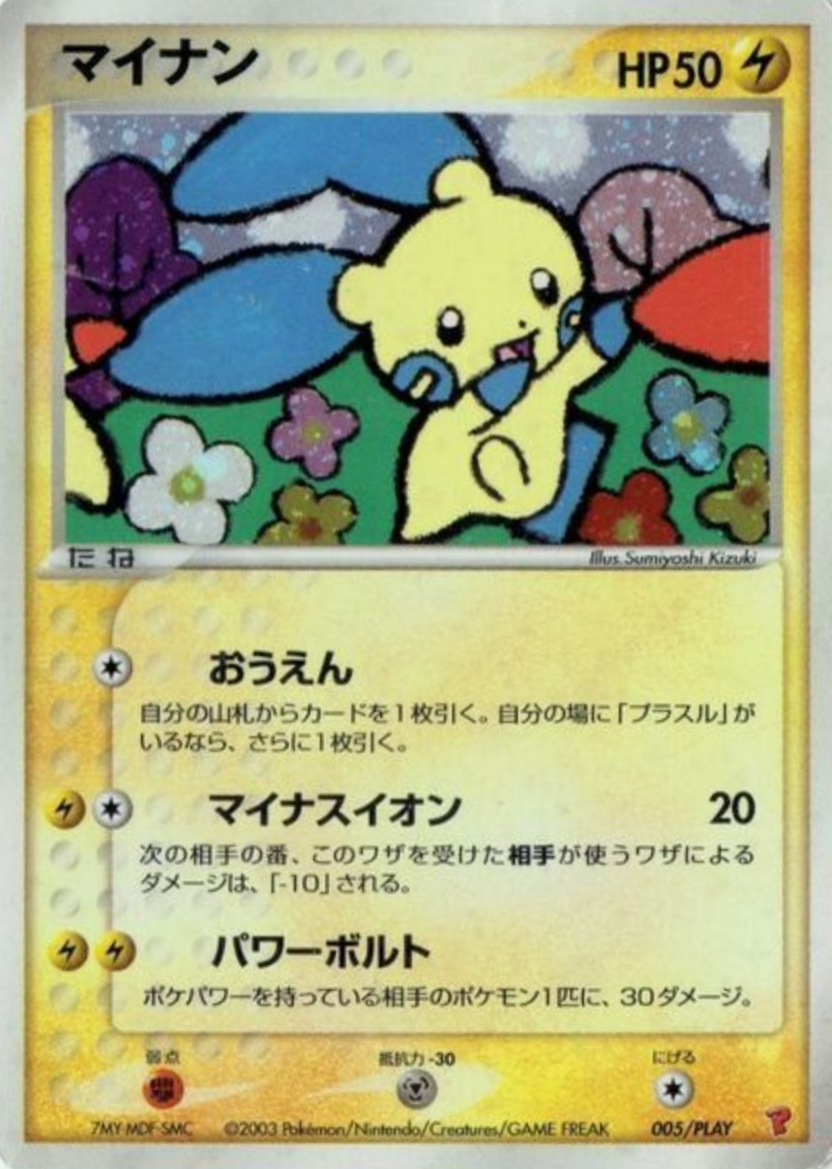 マイナン
HP50
たね
Illus. Sumiyoshi Kizuki
おうえん
自分の山札からカードを1枚引く。自分の場に「プラスル」が
いるなら、さらに1枚引く。
マイナスイオン 20
次の相手の番、このワザを受けた相手が使うワザによる
ダメージは、「-10」される。
パワーボルト
ポケパワーを持っている相手のポケモン1匹に、30ダメージ。
弱点 抵抗力 -30 にげる
7MY-MDF-SMC ©2003 Pokémon/Nintendo/Creatures/GAME FREAK 005/PLAY